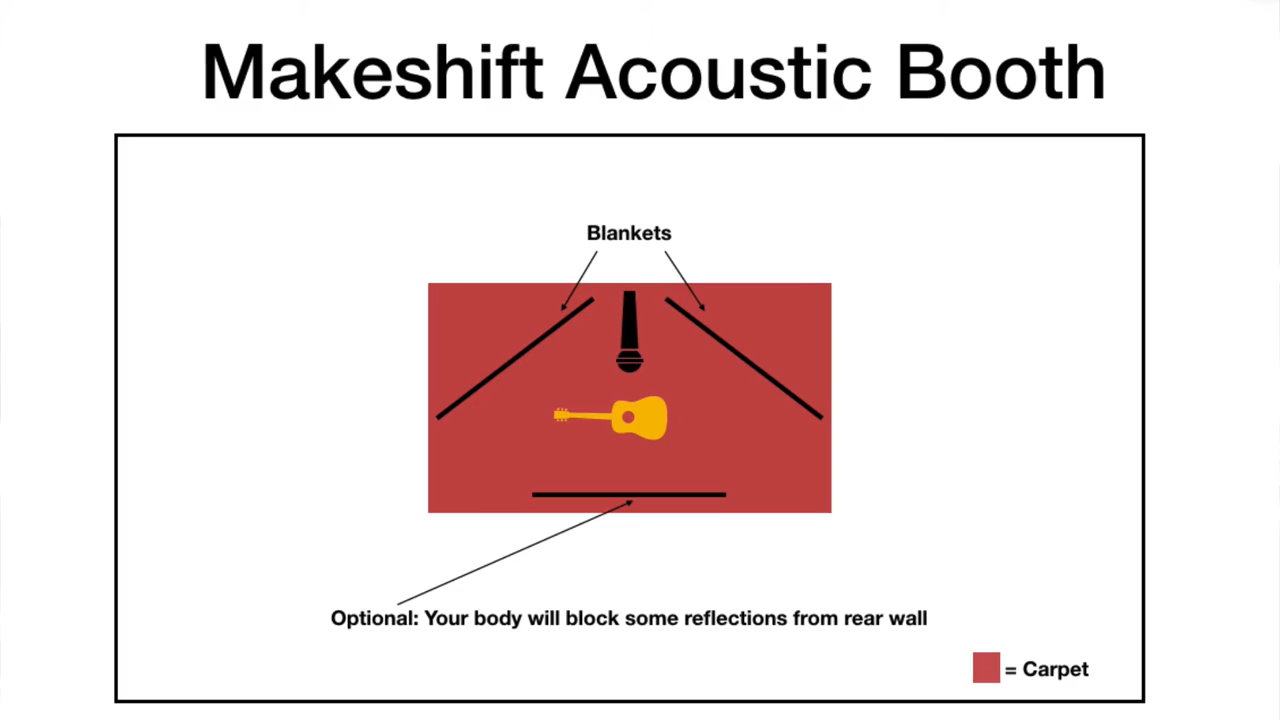 Makeshift Acoustic Booth
Blankets
Optional: Your body will block some reflections from rear wall
= Carpet